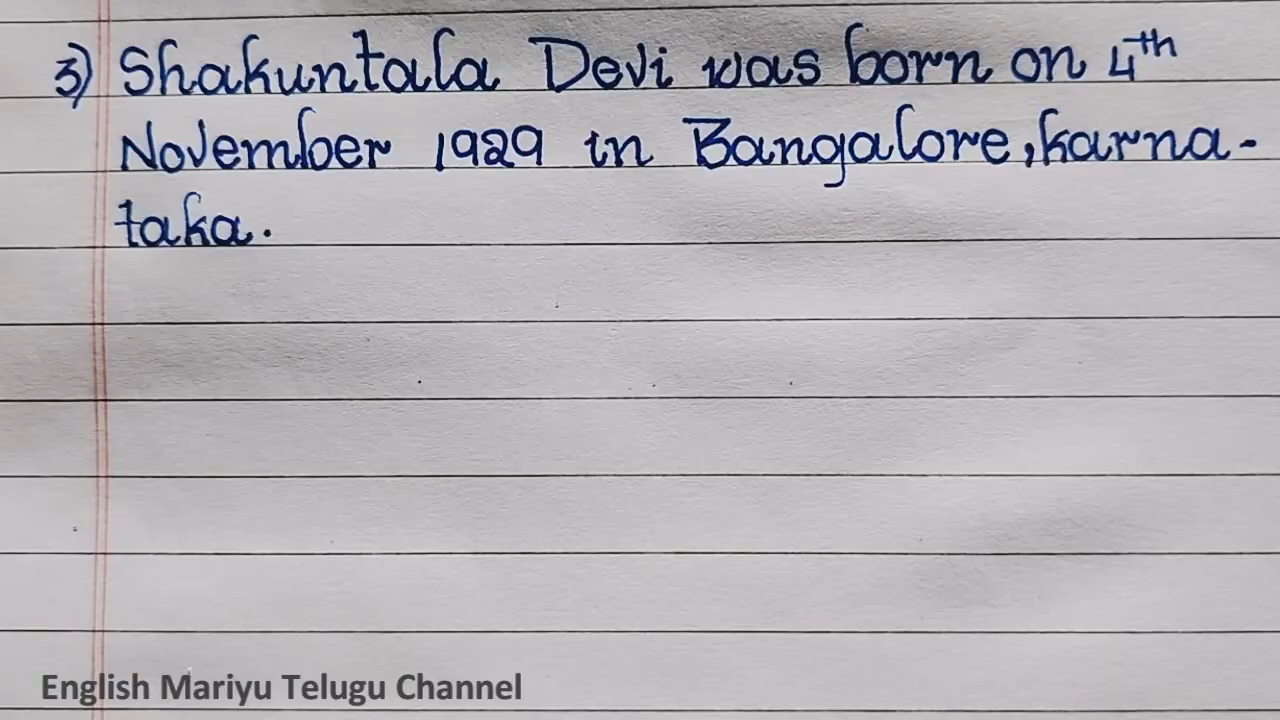 3) Shakuntala Devi was born on 4th
November 1929 in Bangalore, karna-
taka.
English Mariyu Telugu Channel